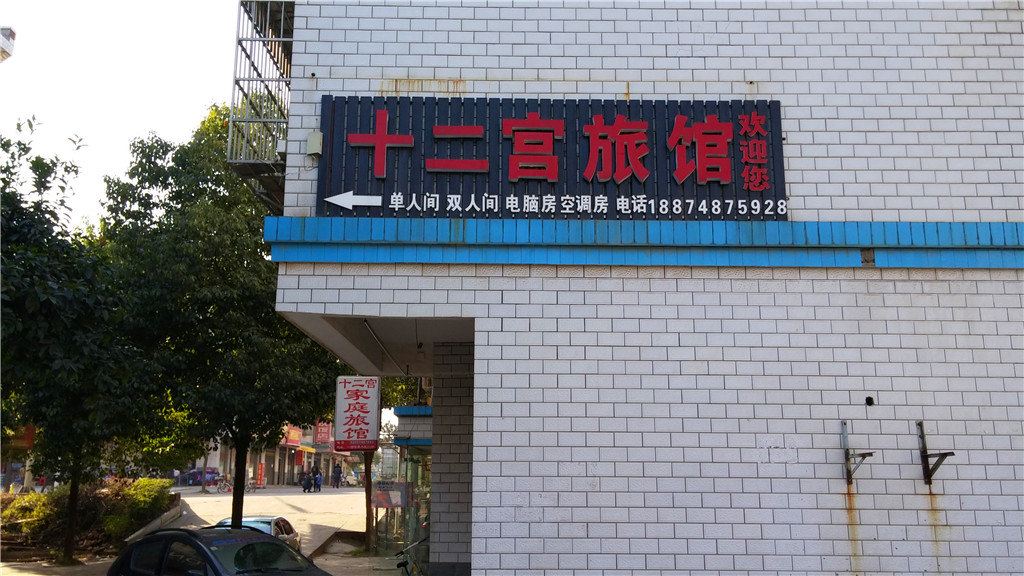 十二宫旅馆 欢迎您
单人间 双人间 电脑房 空调房 电话18874875928
十二宫
家庭旅馆